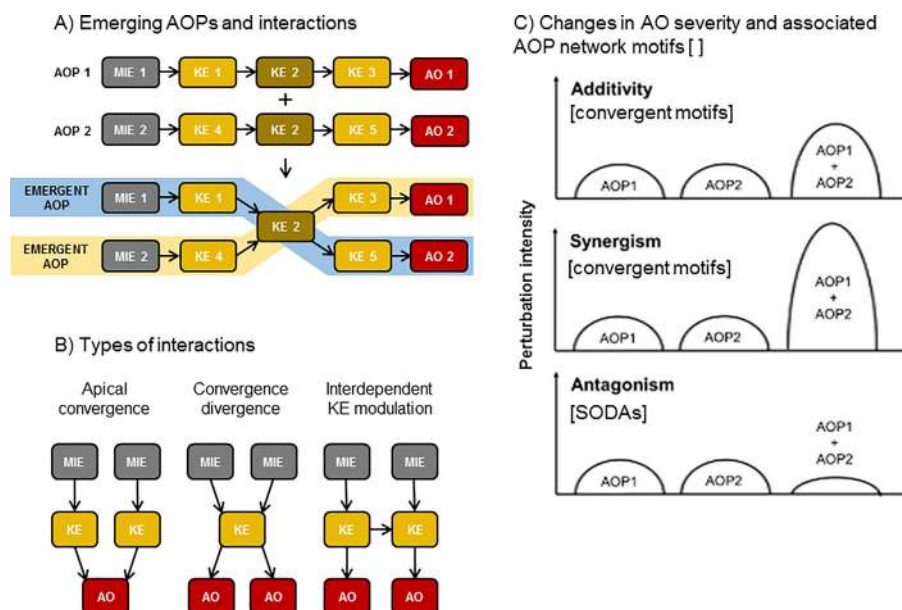 A) Emerging AOPs and interactions
AOP 1 MIE 1 KE 1 KE 2 KE 3 AO 1
+
AOP 2 MIE 2 KE 4 KE 2 KE 5 AO 2
EMERGENT AOP MIE 1 KE 1 KE 3 AO 1
KE 2
EMERGENT AOP MIE 2 KE 4 KE 5 AO 2
B) Types of interactions
Apical convergence
Convergence divergence
Interdependent KE modulation
MIE MIE MIE MIE MIE MIE
KE KE KE KE KE
AO AO AO AO AO
C) Changes in AO severity and associated
AOP network motifs [ ]
Perturbation intensity
Additivity
[convergent motifs]
AOP1 AOP2 AOP1 + AOP2
Synergism
[convergent motifs]
AOP1 AOP2 AOP1 + AOP2
Antagonism
[SODAs]
AOP1 AOP2 AOP1 + AOP2